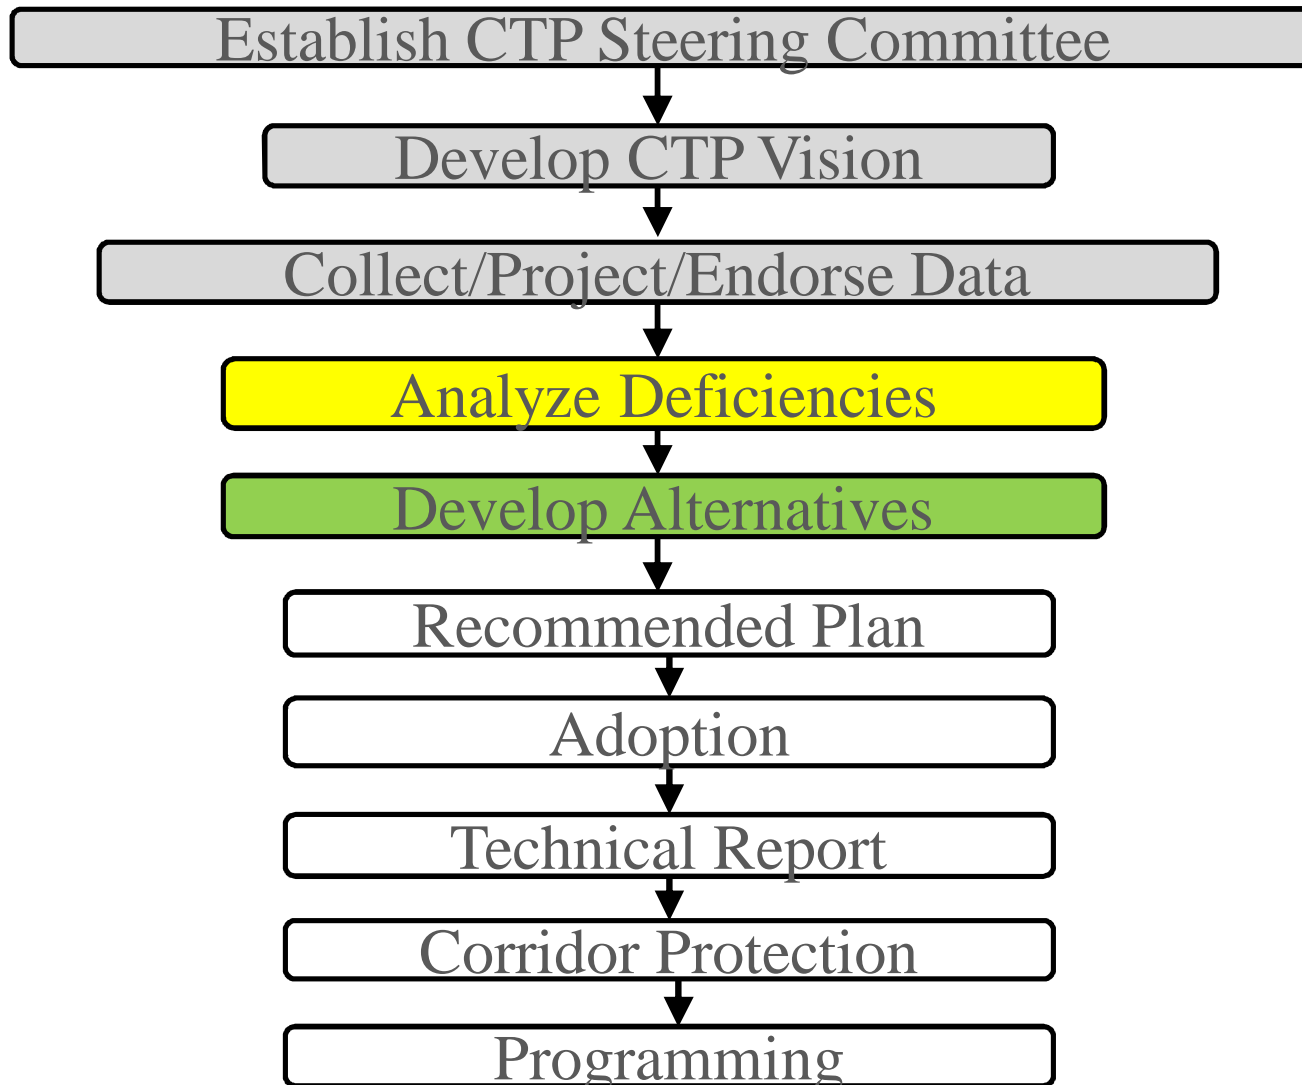 Establish CTP Steering Committee
Develop CTP Vision
Collect/Project/Endorse Data
Analyze Deficiencies
Develop Alternatives
Recommended Plan
Adoption
Technical Report
Corridor Protection
Programming